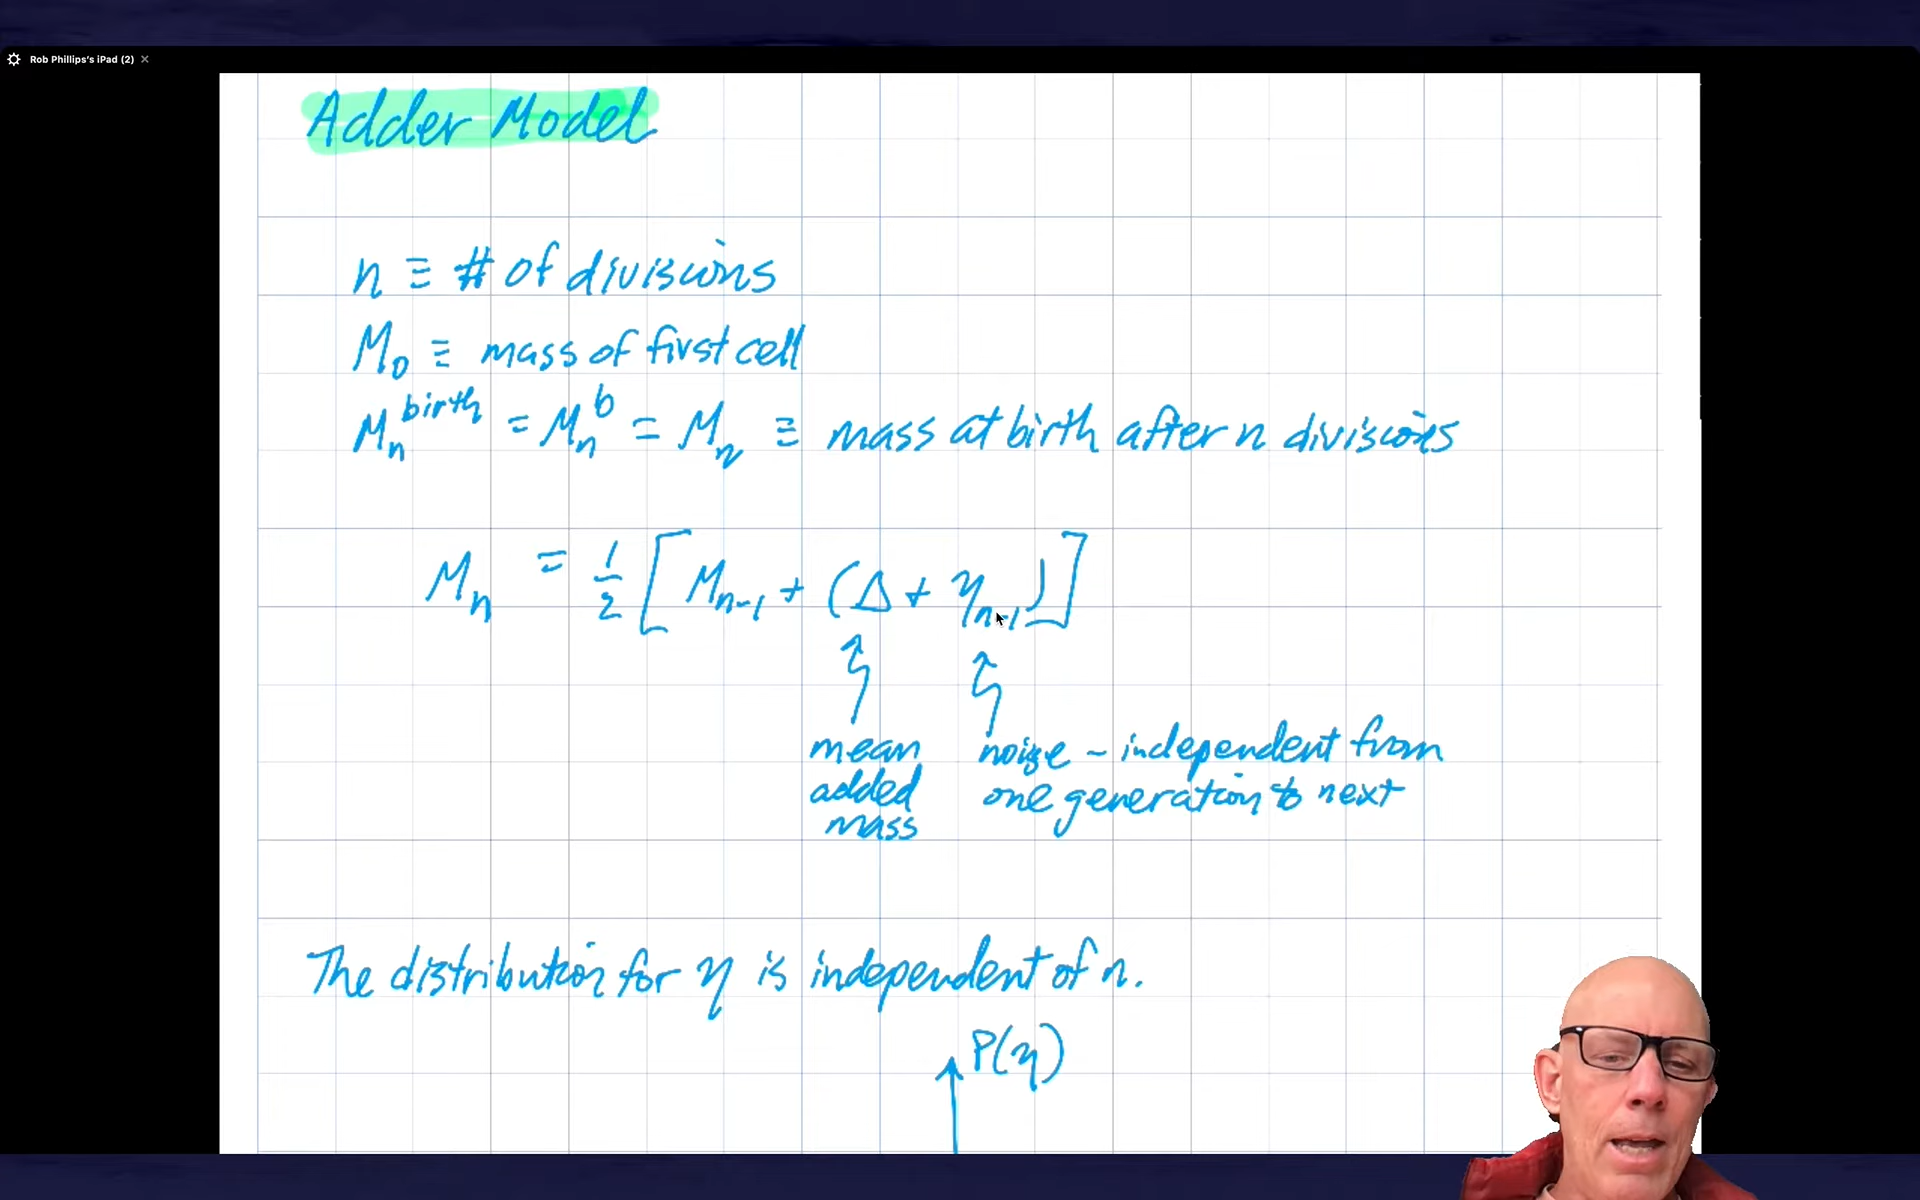 Rob Phillips's iPad (2) ×
Adder Model
n ≡ # of divisions
M₀ ≡ mass of first cell
Mₙ^birth = Mₙ^b = Mₙ ≡ mass at birth after n divisions
Mₙ = 1/2 [Mₙ₋₁ + (Δ + ηₙ₋₁)]
mean
added
mass
noise – independent from
one generation to next
The distribution for η is independent of n.
P(η)